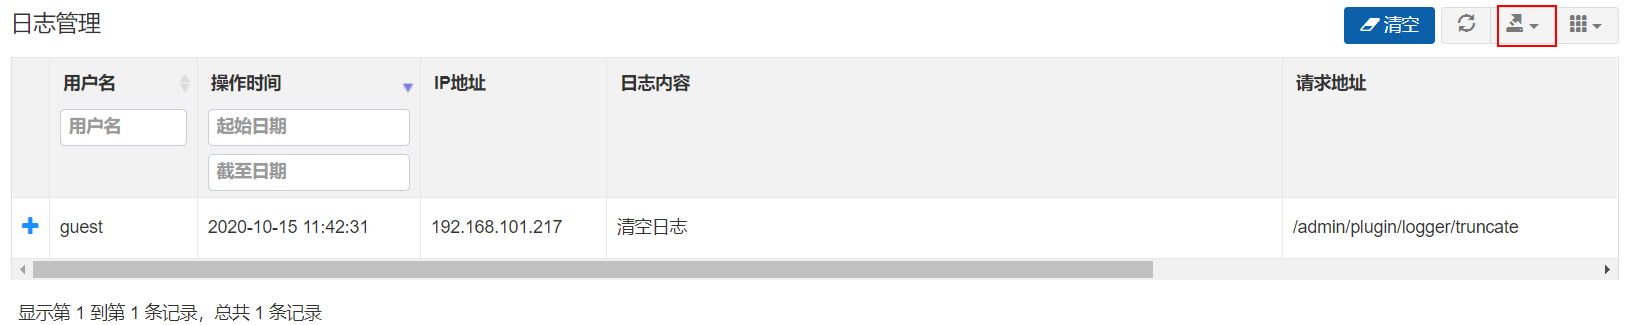 日志管理
清空
用户名
操作时间
IP地址
日志内容
请求地址
用户名
起始日期
截至日期
guest
2020-10-15 11:42:31
192.168.101.217
清空日志
/admin/plugin/logger/truncate
显示第 1 到第 1 条记录，总共 1 条记录